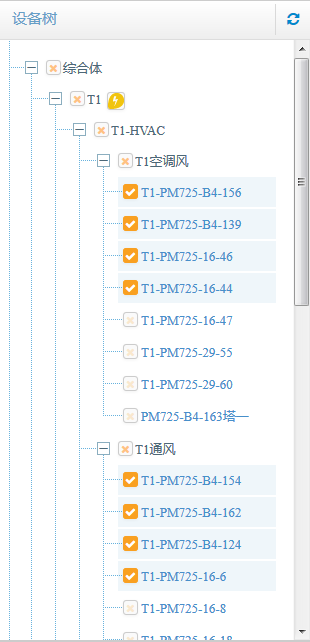 设备树
综合体
T1
T1-HVAC
T1空调风
T1-PM725-B4-156
T1-PM725-B4-139
T1-PM725-16-46
T1-PM725-16-44
T1-PM725-16-47
T1-PM725-29-55
T1-PM725-29-60
PM725-B4-163塔一
T1通风
T1-PM725-B4-154
T1-PM725-B4-162
T1-PM725-B4-124
T1-PM725-16-6
T1-PM725-16-8
T1-PM725-16-18